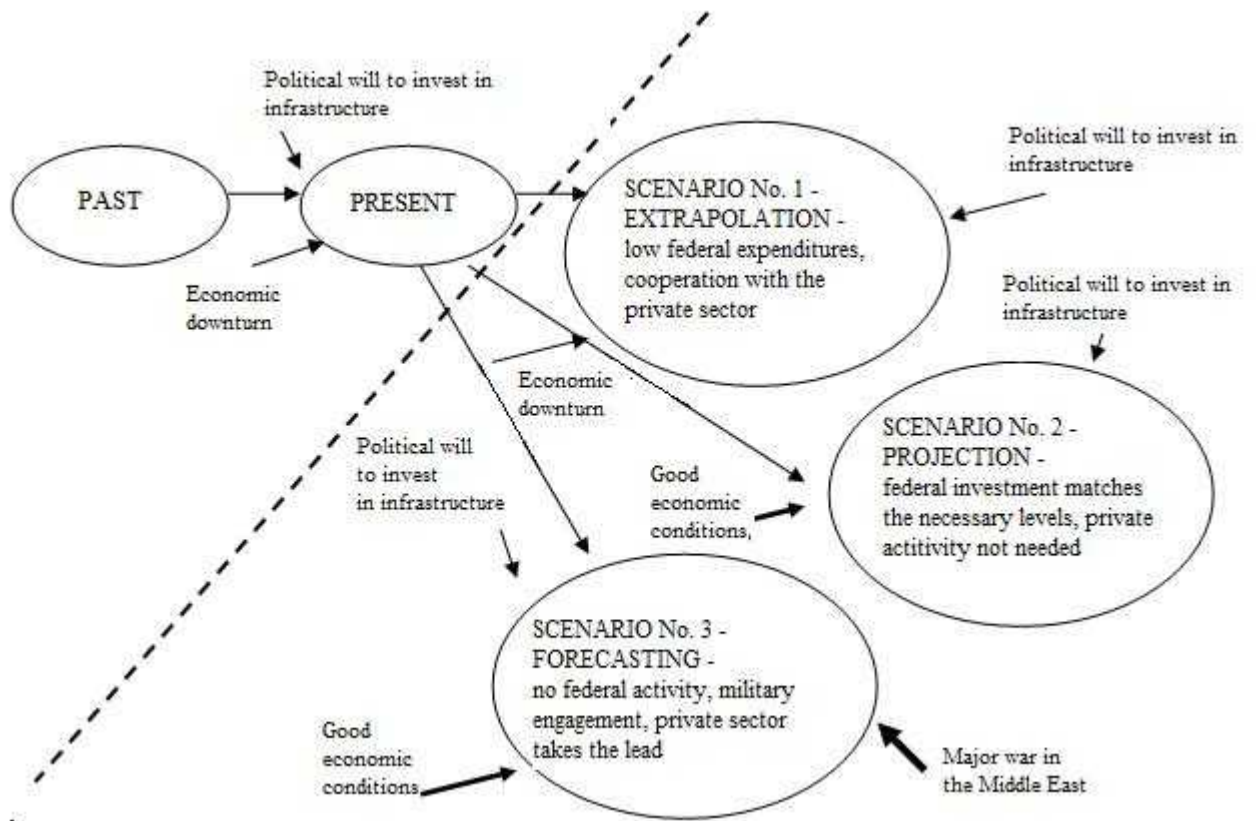 Political will to invest in
infrastructure
PAST
PRESENT
Economic
downturn
SCENARIO No. 1 -
EXTRAPOLATION -
low federal expenditures,
cooperation with the
private sector
Political will to invest in
infrastructure
Political will to invest in
infrastructure
Economic
downturn
SCENARIO No. 2 -
PROJECTION -
federal investment matches
the necessary levels, private
actitivity not needed
Good
economic
conditions,
Political will
to invest
in infrastructure
SCENARIO No. 3 -
FORECASTING -
no federal activity, military
engagement, private sector
takes the lead
Good
economic
conditions
Major war in
the Middle East